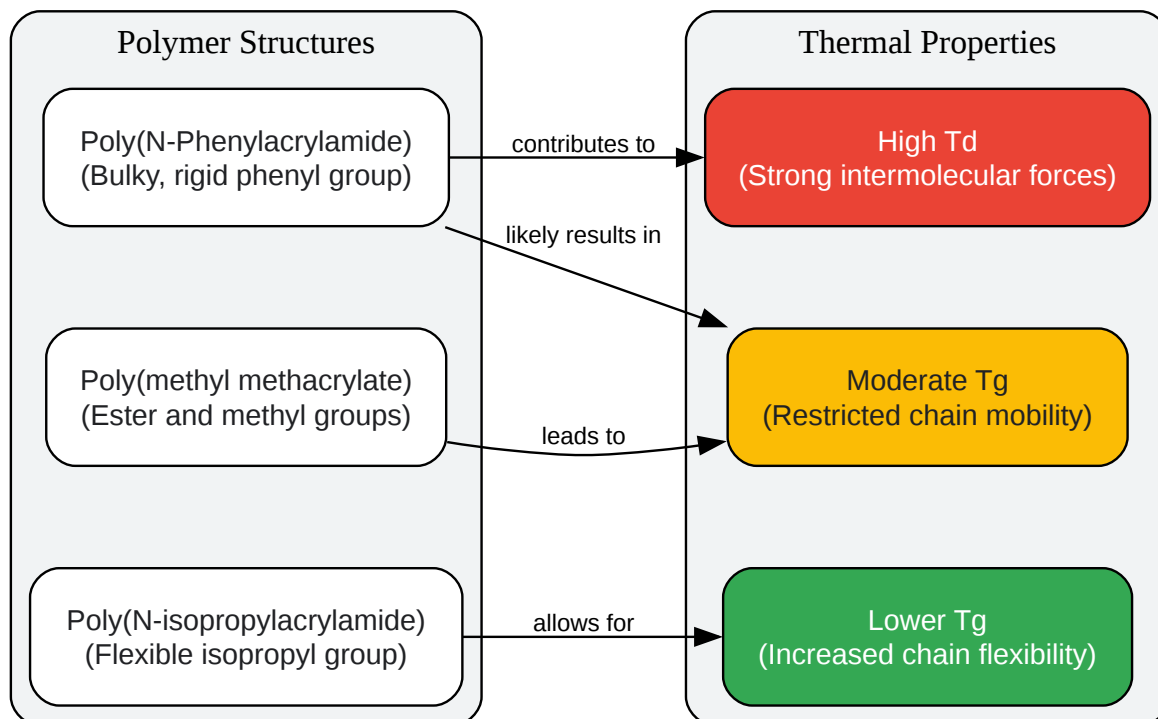 Polymer Structures
Thermal Properties
Poly(N-Phenylacrylamide)
(Bulky, rigid phenyl group)
contributes to
High Td
(Strong intermolecular forces)
likely results in
Poly(methyl methacrylate)
(Ester and methyl groups)
leads to
Moderate Tg
(Restricted chain mobility)
Poly(N-isopropylacrylamide)
(Flexible isopropyl group)
allows for
Lower Tg
(Increased chain flexibility)